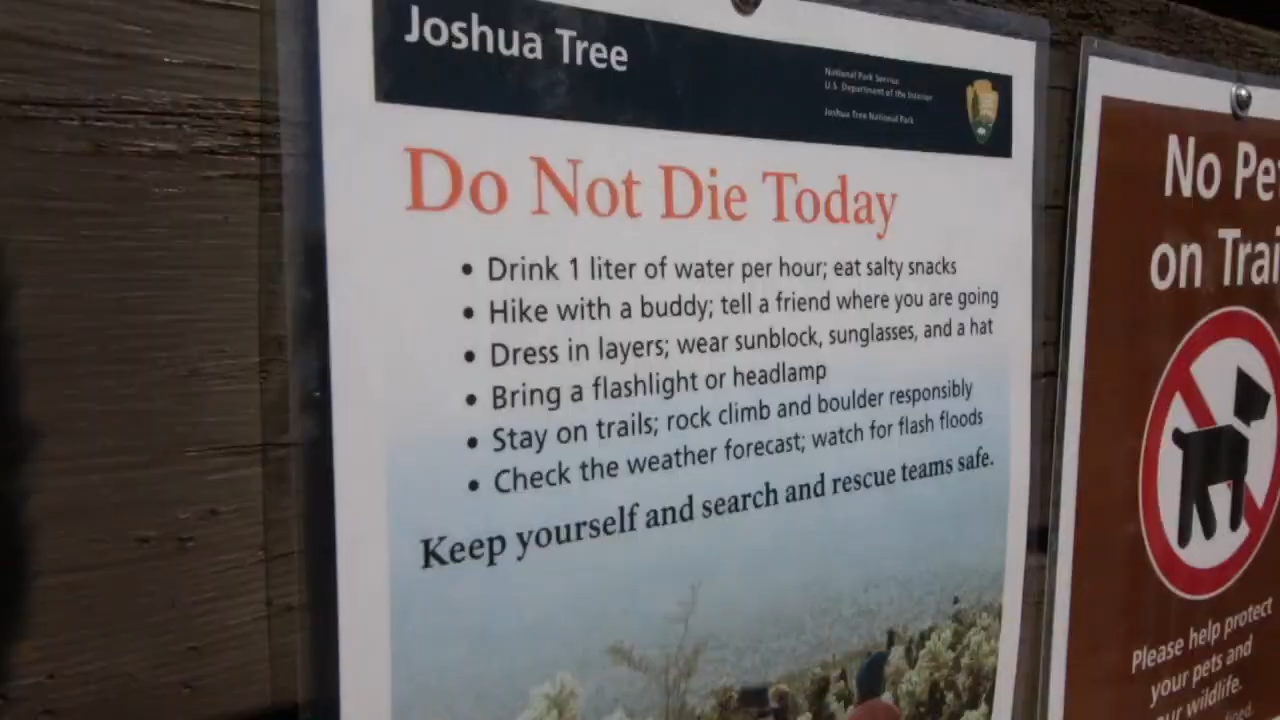 Joshua Tree
National Park Service
U.S. Department of the Interior
Joshua Tree National Park
Do Not Die Today
• Drink 1 liter of water per hour; eat salty snacks
• Hike with a buddy; tell a friend where you are going
• Dress in layers; wear sunblock, sunglasses, and a hat
• Bring a flashlight or headlamp
• Stay on trails; rock climb and boulder responsibly
• Check the weather forecast; watch for flash floods
Keep yourself and search and rescue teams safe.
No Pe
on Trai
Please help protect
your pets and
our wildlife.